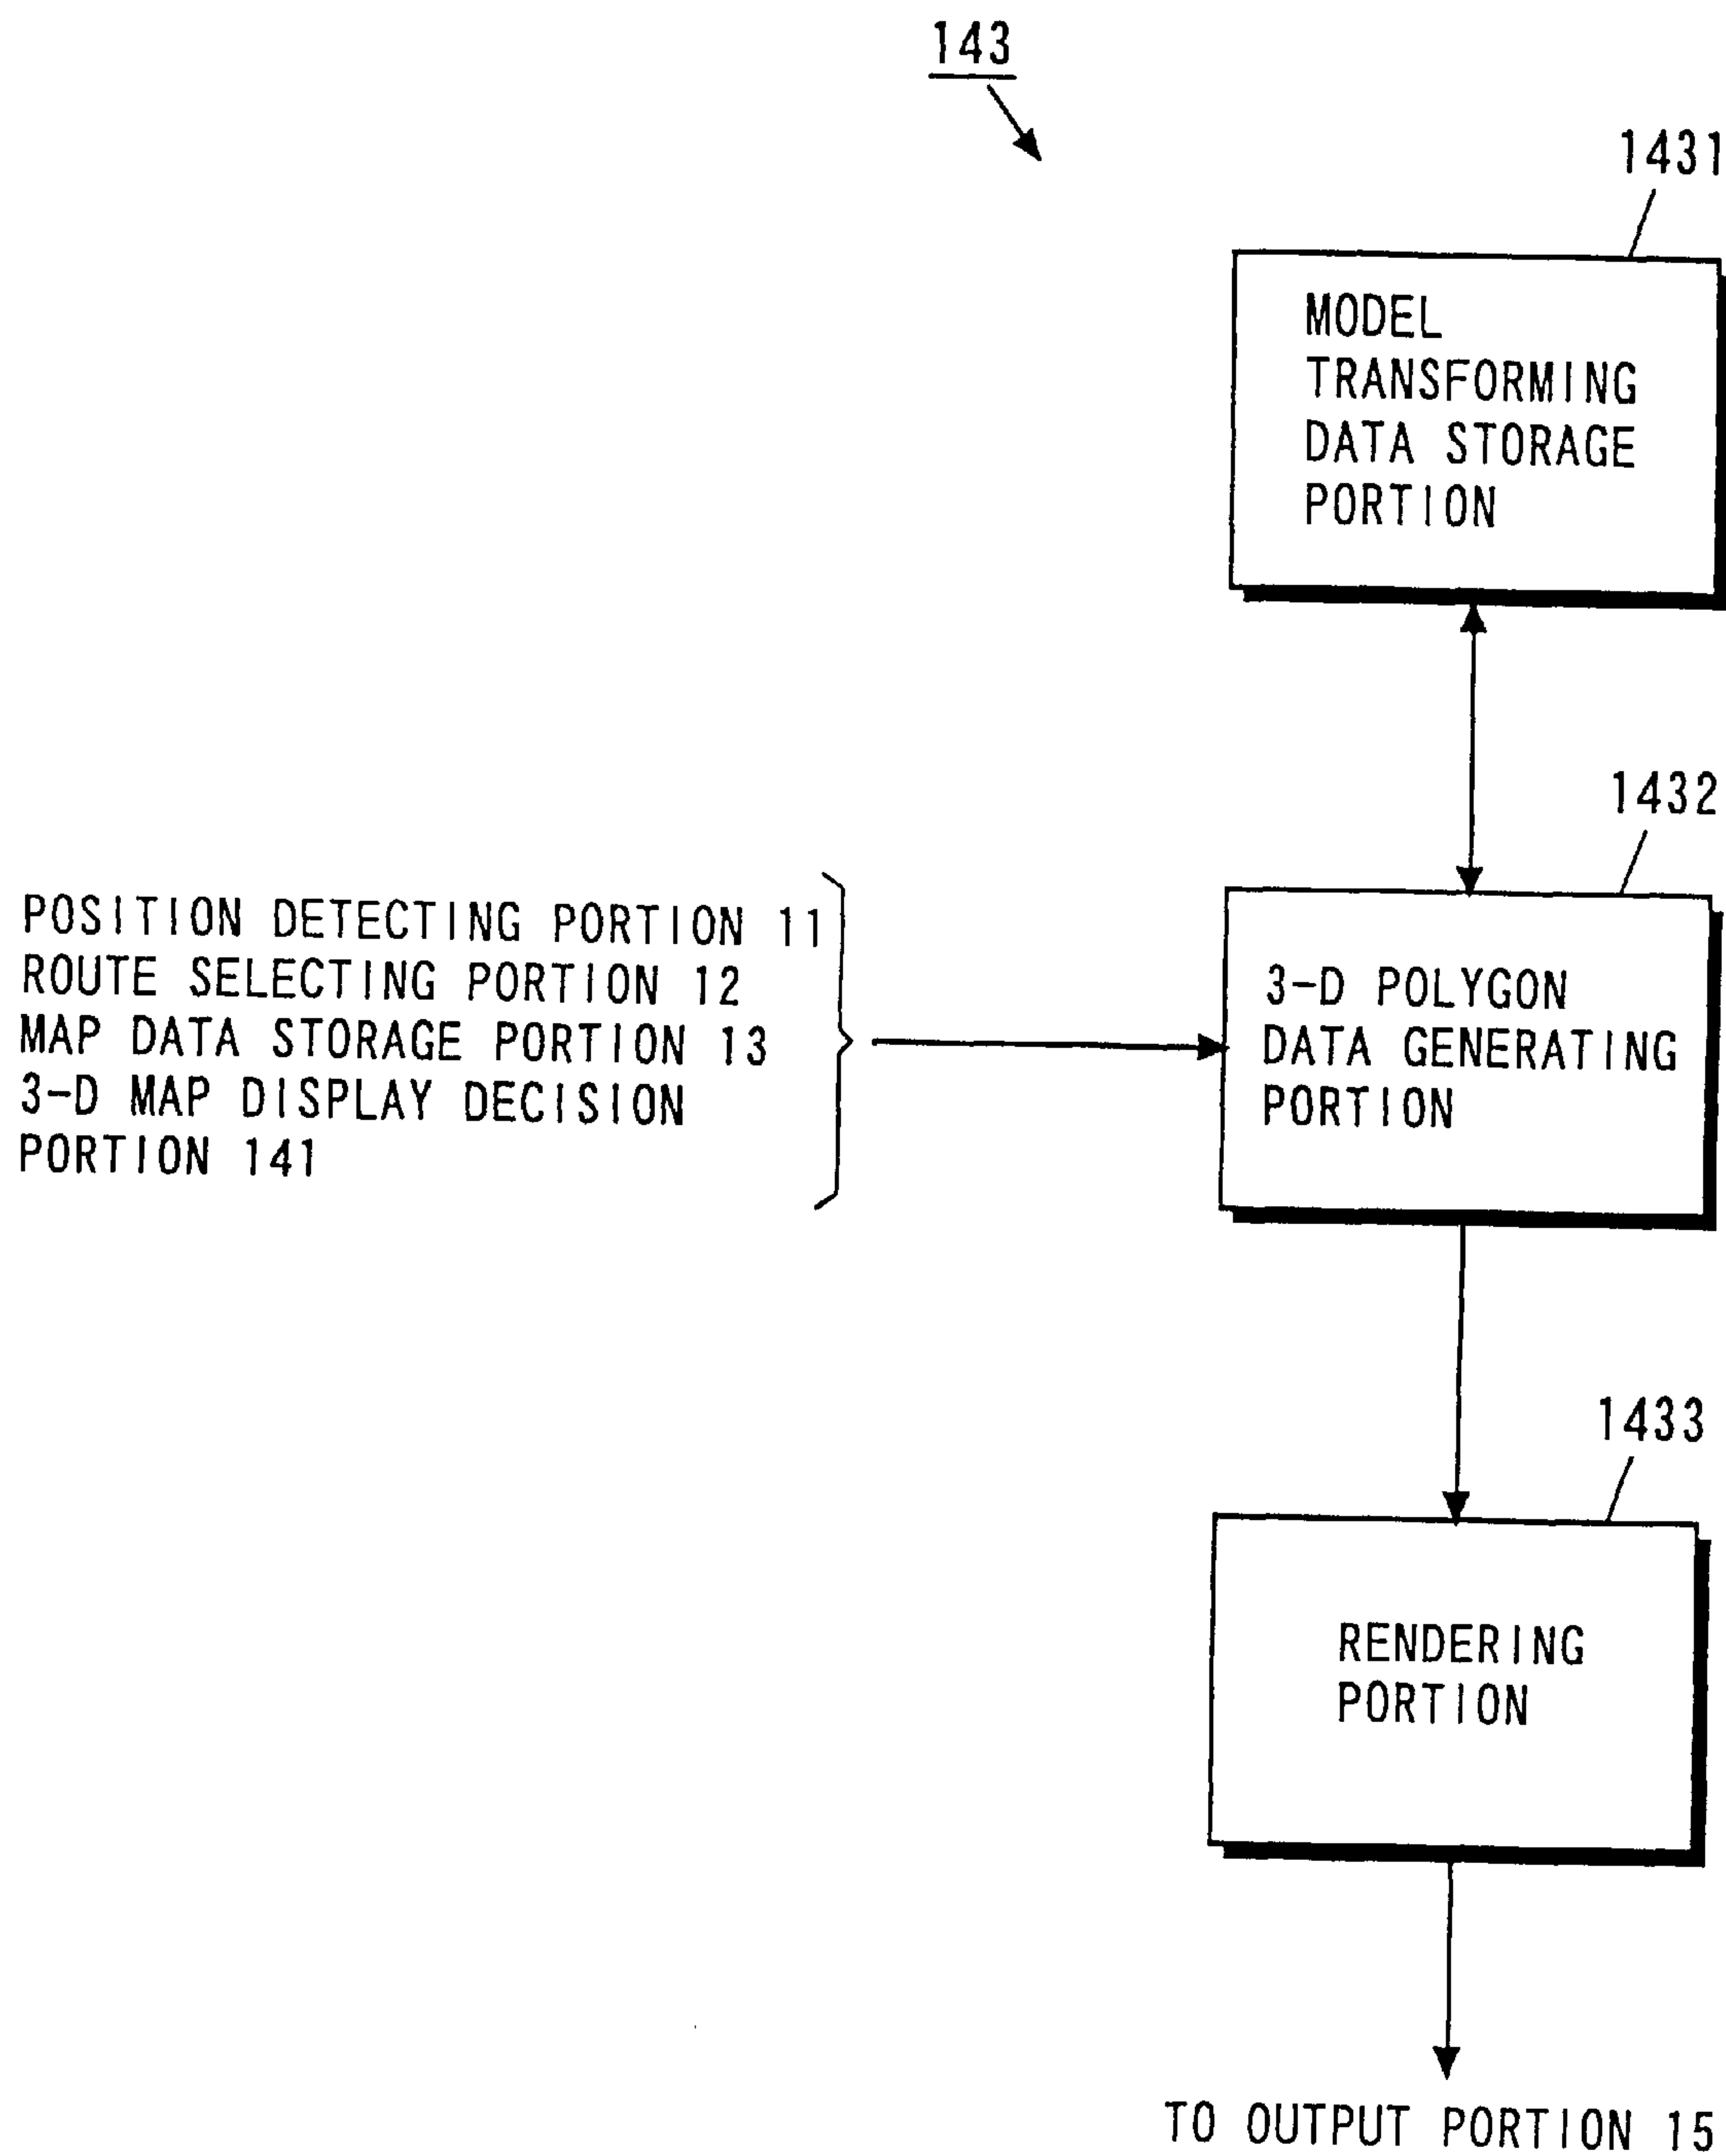 143
1431
MODEL
TRANSFORMING
DATA STORAGE
PORTION
1432
POSITION DETECTING PORTION 11
ROUTE SELECTING PORTION 12
MAP DATA STORAGE PORTION 13
3-D MAP DISPLAY DECISION
PORTION 141
3-D POLYGON
DATA GENERATING
PORTION
1433
RENDERING
PORTION
TO OUTPUT PORTION 15